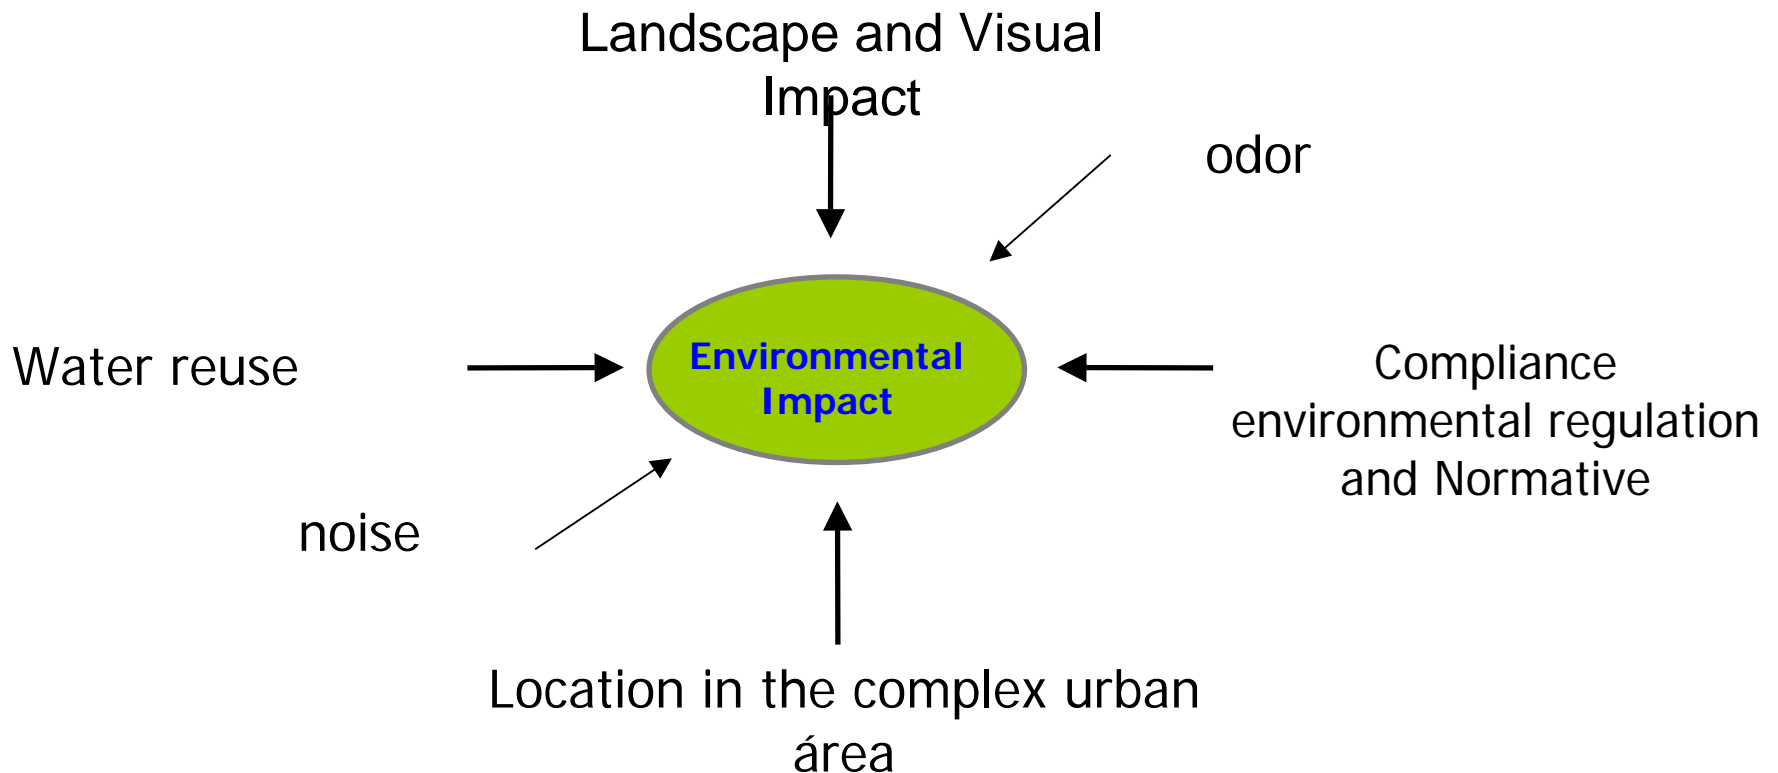 Landscape and Visual
Impact
odor
Environmental
Impact
Water reuse
Compliance
environmental regulation
and Normative
noise
Location in the complex urban
área